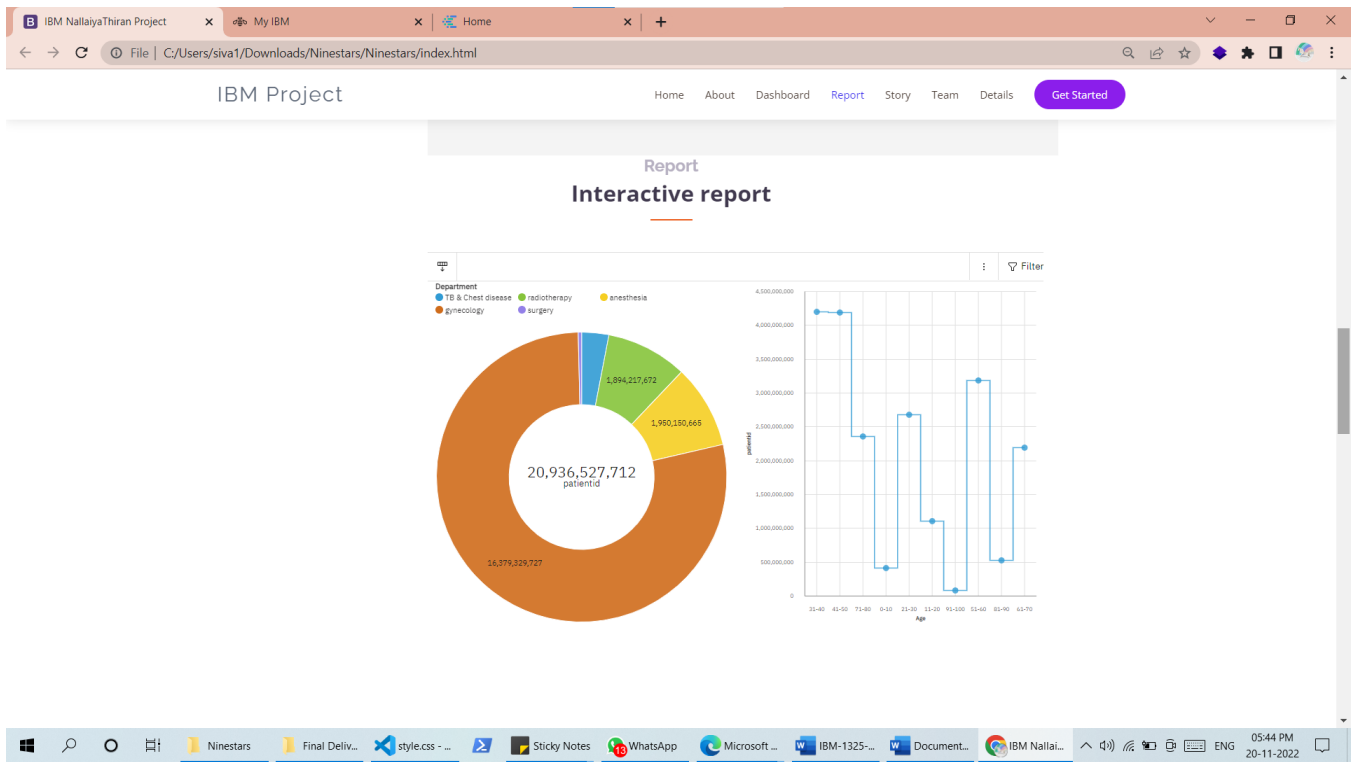 IBM NallaiyaThiran Project
My IBM
Home
File | C:/Users/siva1/Downloads/Ninestars/Ninestars/index.html
IBM Project
Home About Dashboard Report Story Team Details Get Started
Report
Interactive report
Filter
Department
TB & Chest disease radiotherapy anesthesia
gynecology surgery
1,894,217,672
1,950,150,665
20,936,527,712
patientid
16,379,329,727
4,500,000,000
4,000,000,000
3,500,000,000
3,000,000,000
2,500,000,000
2,000,000,000
1,500,000,000
1,000,000,000
500,000,000
0
patientid
31-40 41-50 71-80 0-10 21-30 11-20 91-100 51-60 81-90 61-70
Age
Ninestars Final Deliv... style.css - ... Sticky Notes 13 WhatsApp Microsoft ... IBM-1325-... Document... IBM Nallai... ENG
05:44 PM
20-11-2022